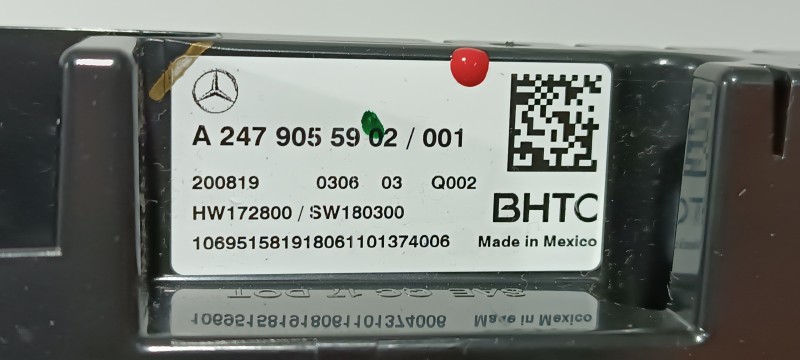 A 247 905 59 02 / 001
200819 0306 03 Q002
HW172800 / SW180300
BHTC
106951581918061101374006
Made in Mexico